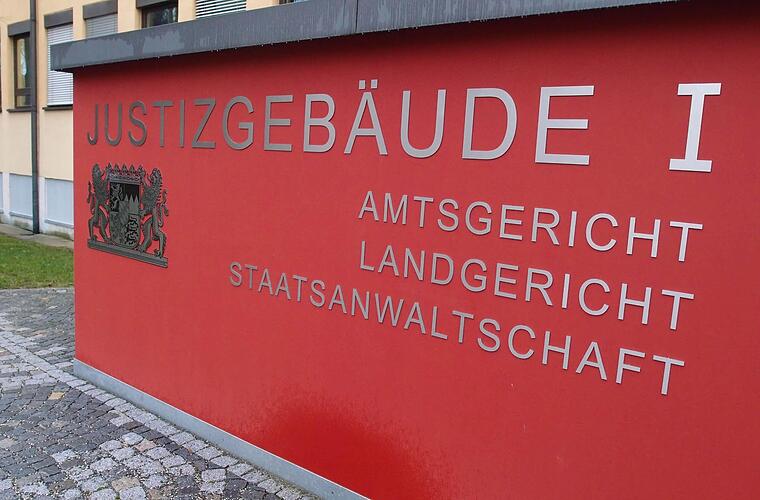 JUSTIZGEBÄUDE I
AMTSGERICHT
LANDGERICHT
STAATSANWALTSCHAFT